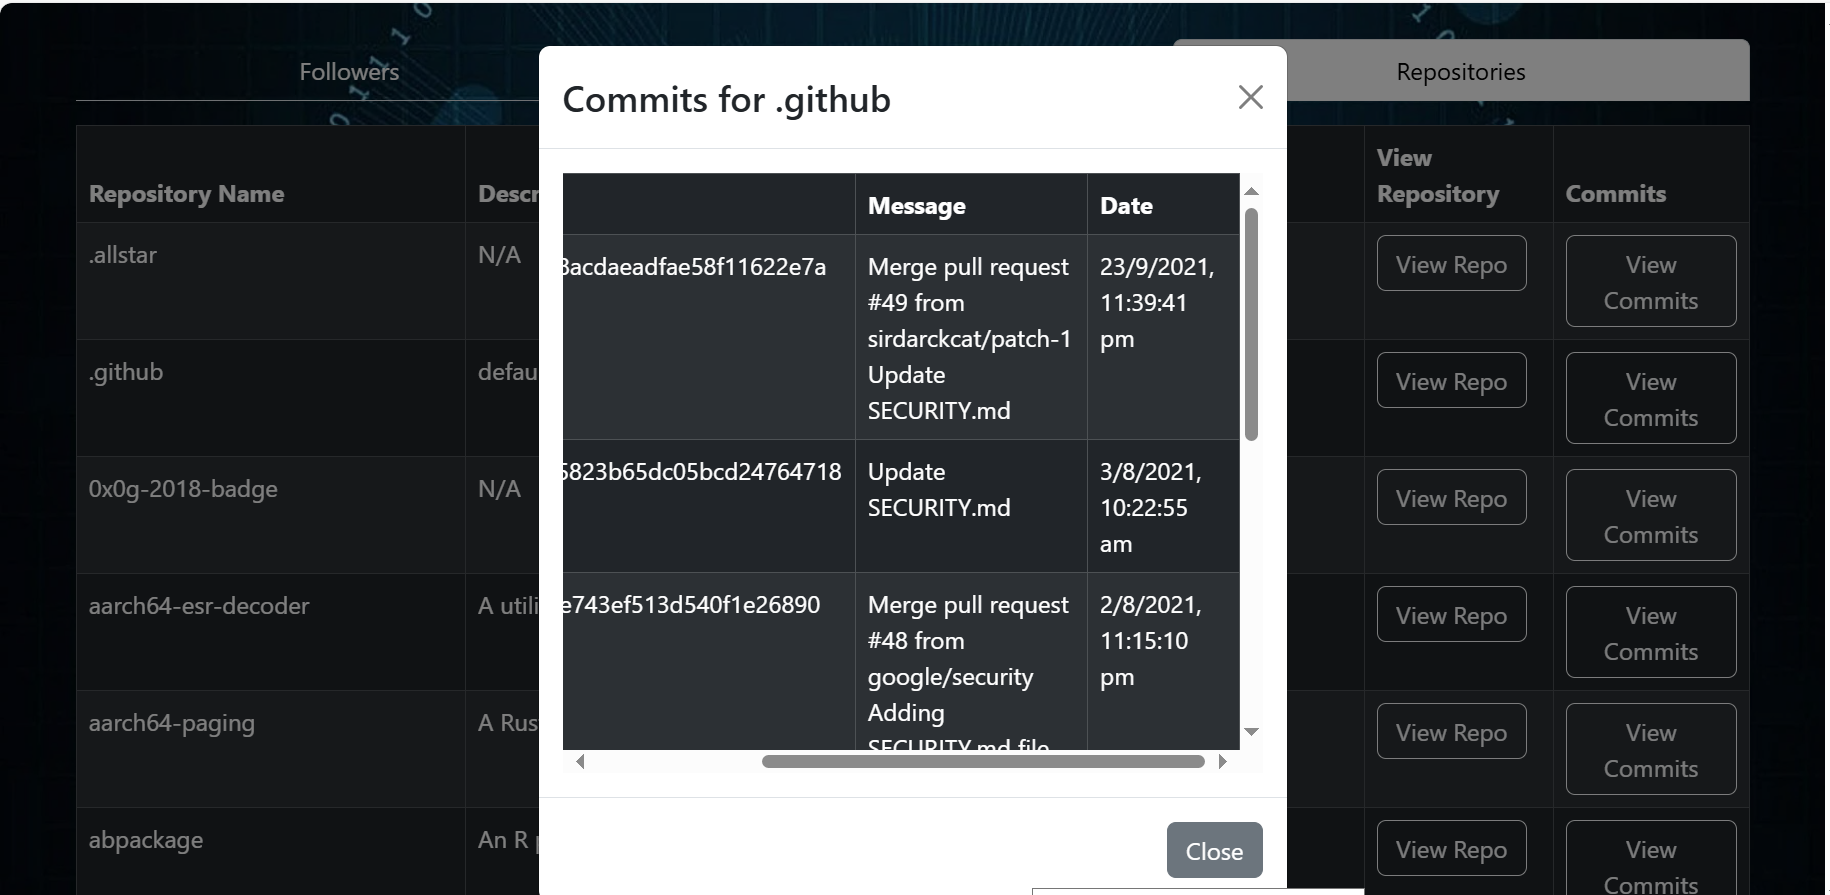 Followers
Repositories
Commits for .github
Repository Name
Descr
View
Repository
Commits
Message
Date
.allstar
N/A
View Repo
View
Commits
acdaeadfae58f11622e7a
Merge pull request
#49 from
sirdarckcat/patch-1
Update
SECURITY.md
23/9/2021,
11:39:41
pm
.github
defau
View Repo
View
Commits
0x0g-2018-badge
N/A
View Repo
View
Commits
823b65dc05bcd24764718
Update
SECURITY.md
3/8/2021,
10:22:55
am
aarch64-esr-decoder
A utili
View Repo
View
Commits
e743ef513d540f1e26890
Merge pull request
#48 from
google/security
Adding
SECURITY.md file
2/8/2021,
11:15:10
pm
aarch64-paging
A Rus
View Repo
View
Commits
abpackage
An R
View Repo
View
Commits
Close